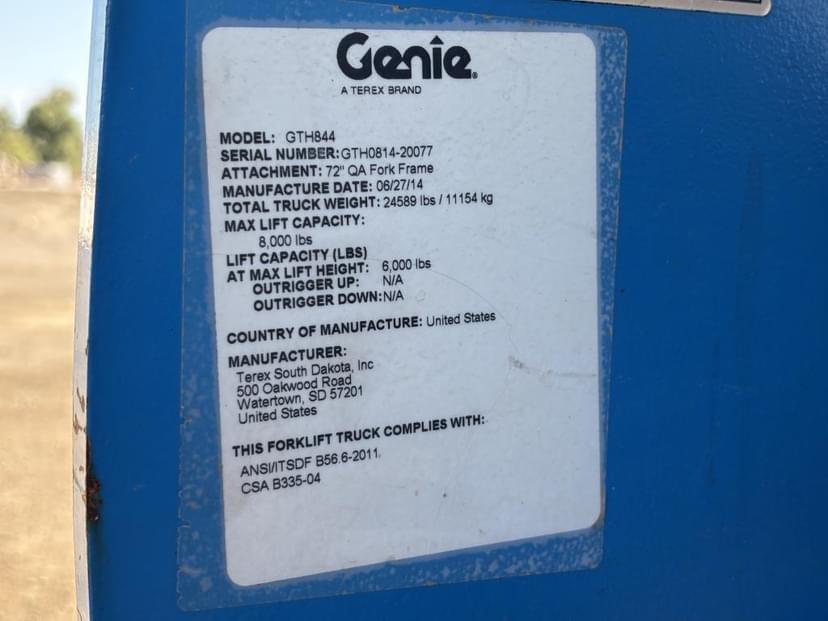 Genie
A TEREX BRAND
MODEL: GTH844
SERIAL NUMBER:GTH0814-20077
ATTACHMENT: 72" QA Fork Frame
MANUFACTURE DATE: 06/27/14
TOTAL TRUCK WEIGHT: 24589 lbs / 11154 kg
MAX LIFT CAPACITY:
8,000 lbs
LIFT CAPACITY (LBS)
AT MAX LIFT HEIGHT: 6,000 lbs
OUTRIGGER UP: N/A
OUTRIGGER DOWN:N/A
COUNTRY OF MANUFACTURE: United States
MANUFACTURER:
Terex South Dakota, Inc
500 Oakwood Road
Watertown, SD 57201
United States
THIS FORKLIFT TRUCK COMPLIES WITH:
ANSI/ITSDF B56.6-2011,
CSA B335-04